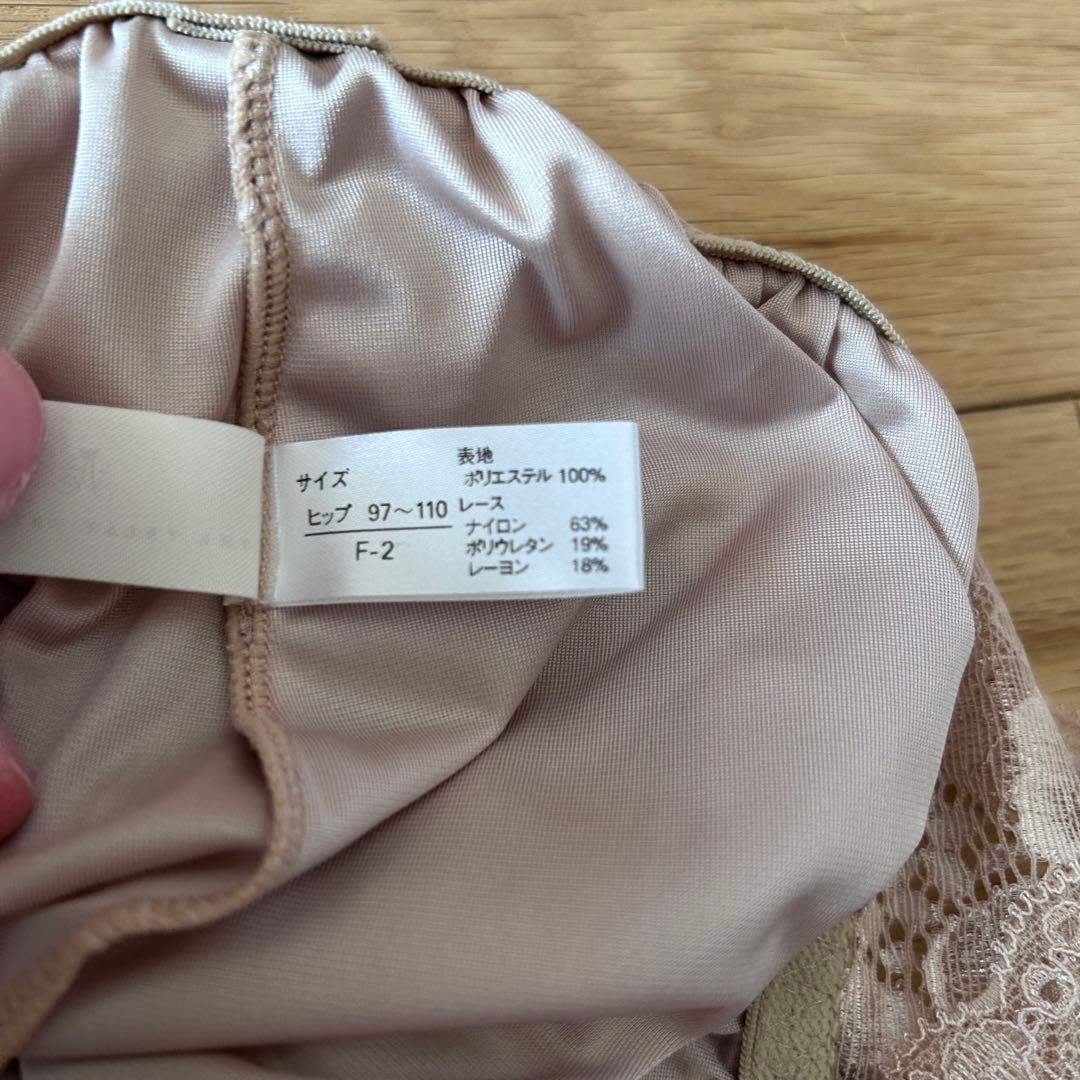 サイズ
ヒップ 97～110
F-2
表地
ポリエステル 100%
レース
ナイロン 63%
ポリウレタン 19%
レーヨン 18%